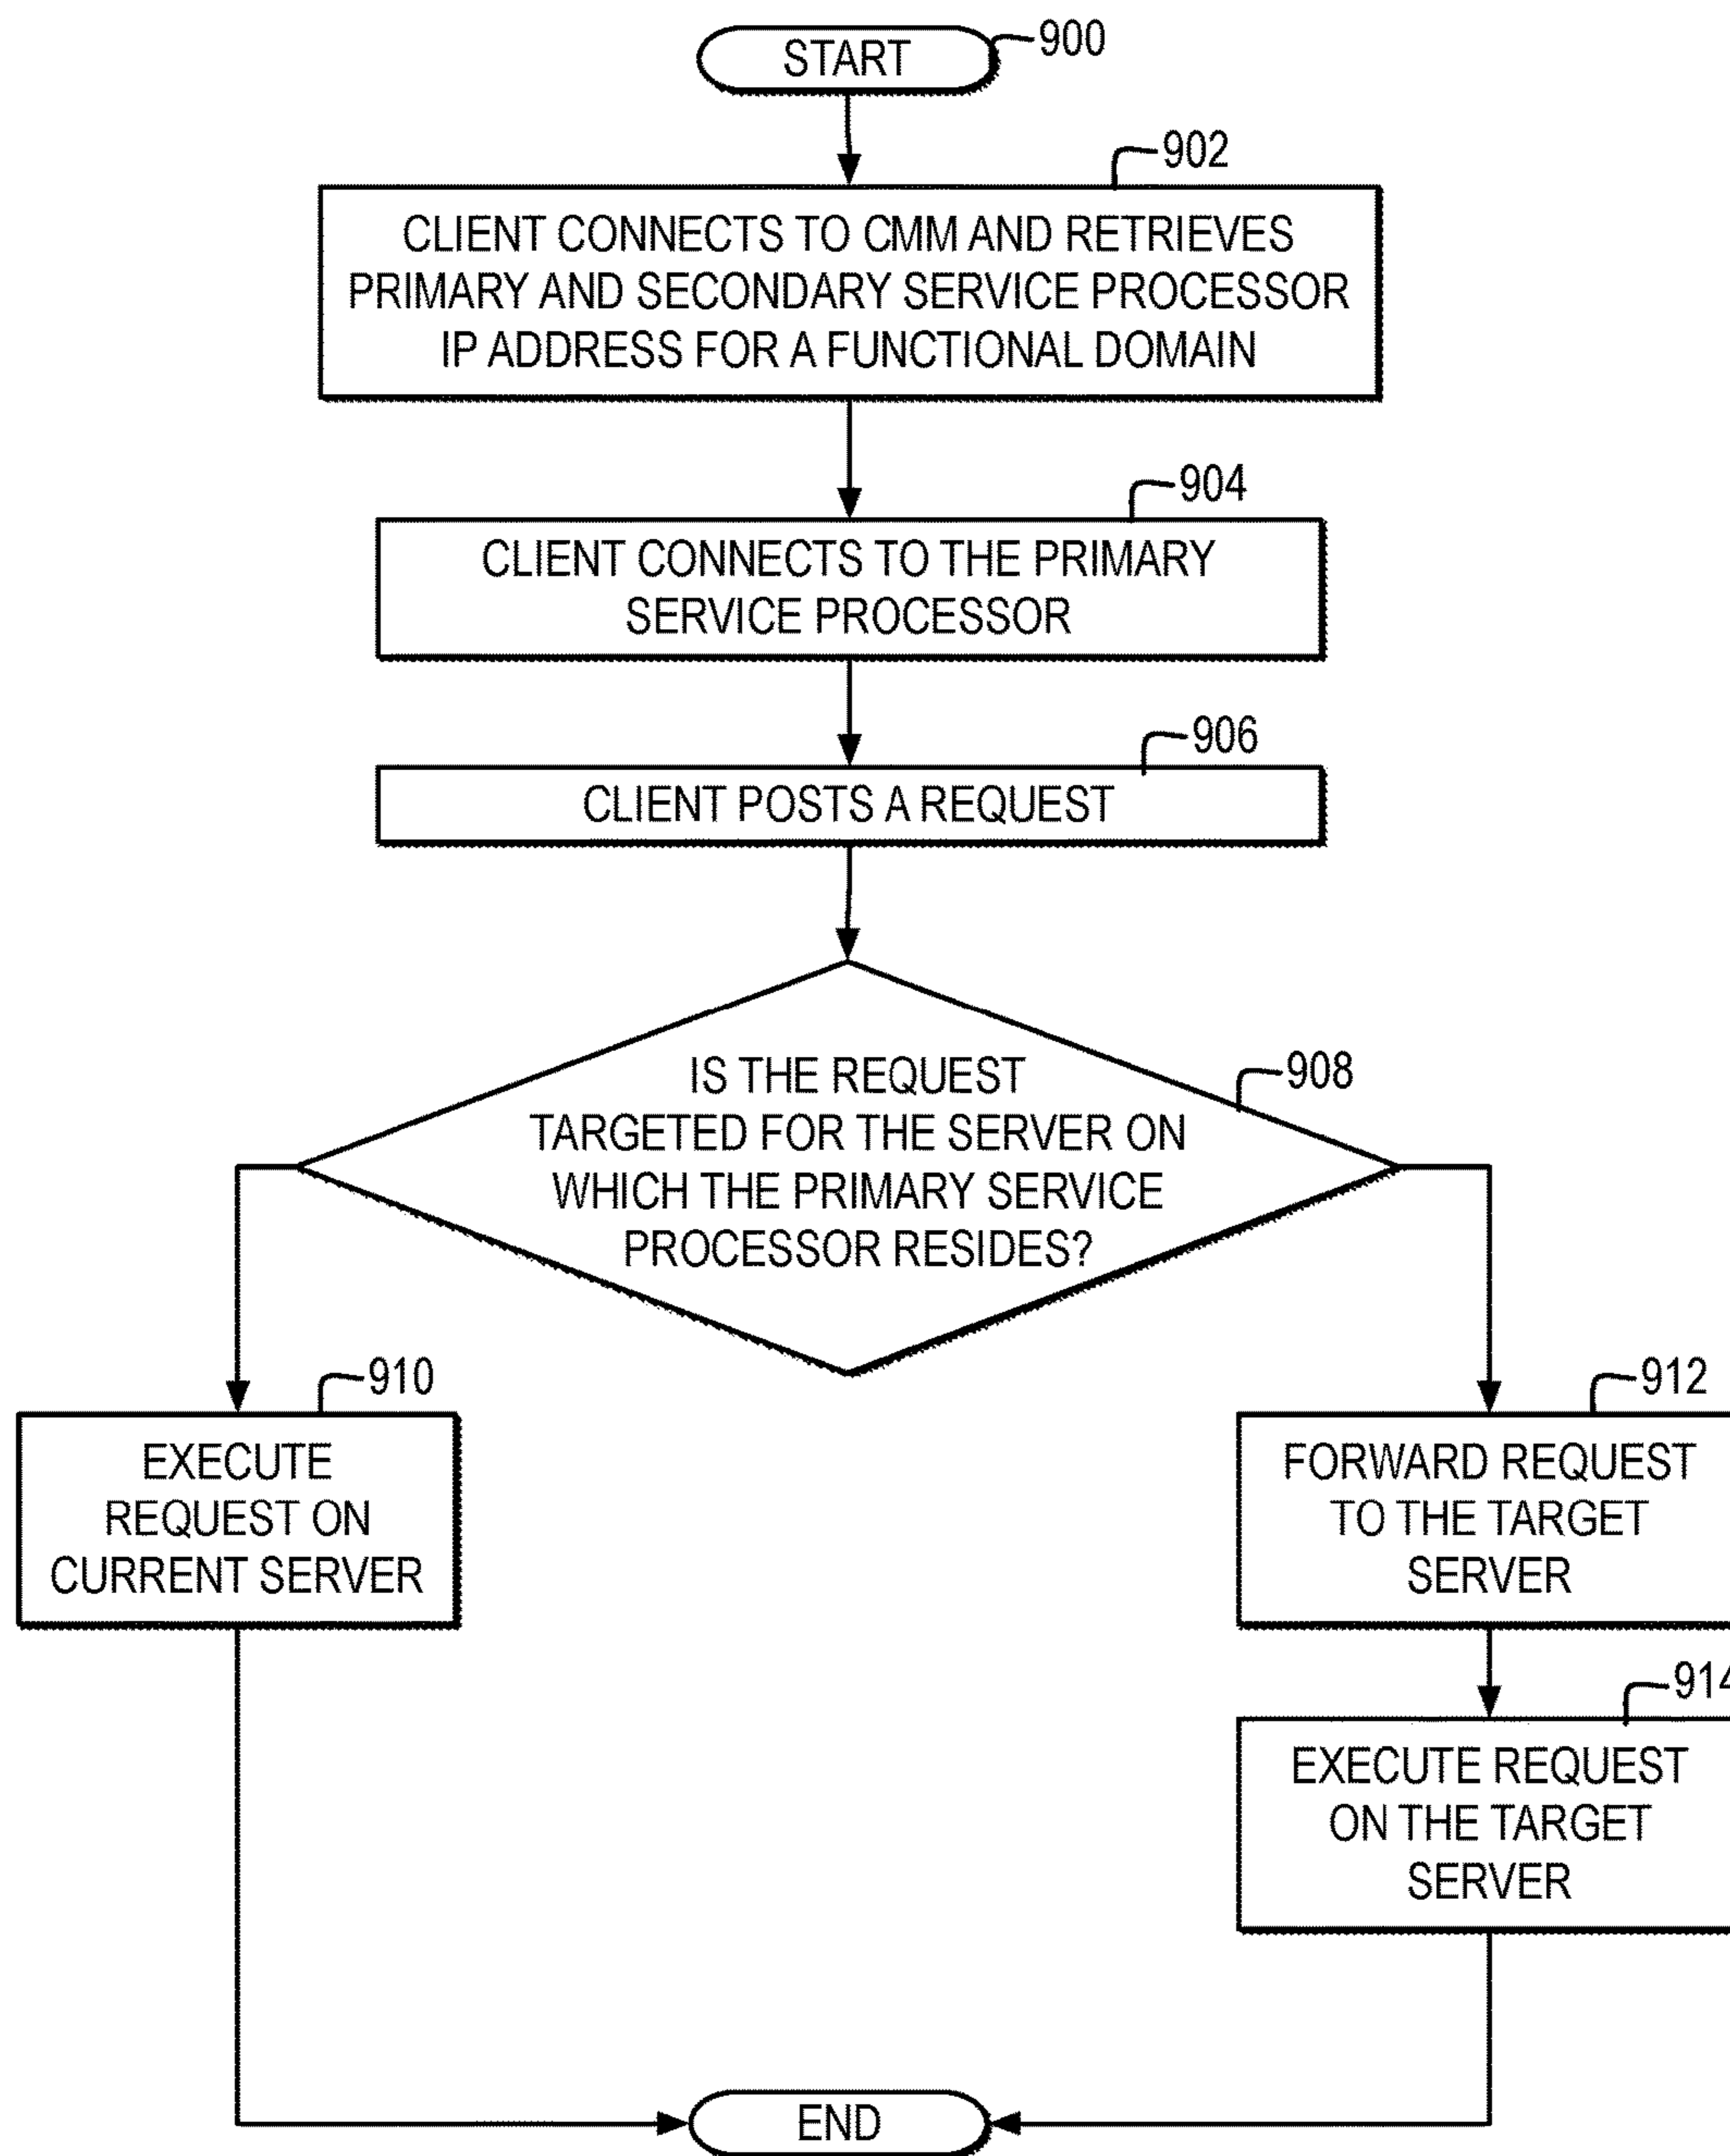 START
900
902
CLIENT CONNECTS TO CMM AND RETRIEVES
PRIMARY AND SECONDARY SERVICE PROCESSOR
IP ADDRESS FOR A FUNCTIONAL DOMAIN
904
CLIENT CONNECTS TO THE PRIMARY
SERVICE PROCESSOR
906
CLIENT POSTS A REQUEST
908
IS THE REQUEST
TARGETED FOR THE SERVER ON
WHICH THE PRIMARY SERVICE
PROCESSOR RESIDES?
910
EXECUTE
REQUEST ON
CURRENT SERVER
912
FORWARD REQUEST
TO THE TARGET
SERVER
914
EXECUTE REQUEST
ON THE TARGET
SERVER
END